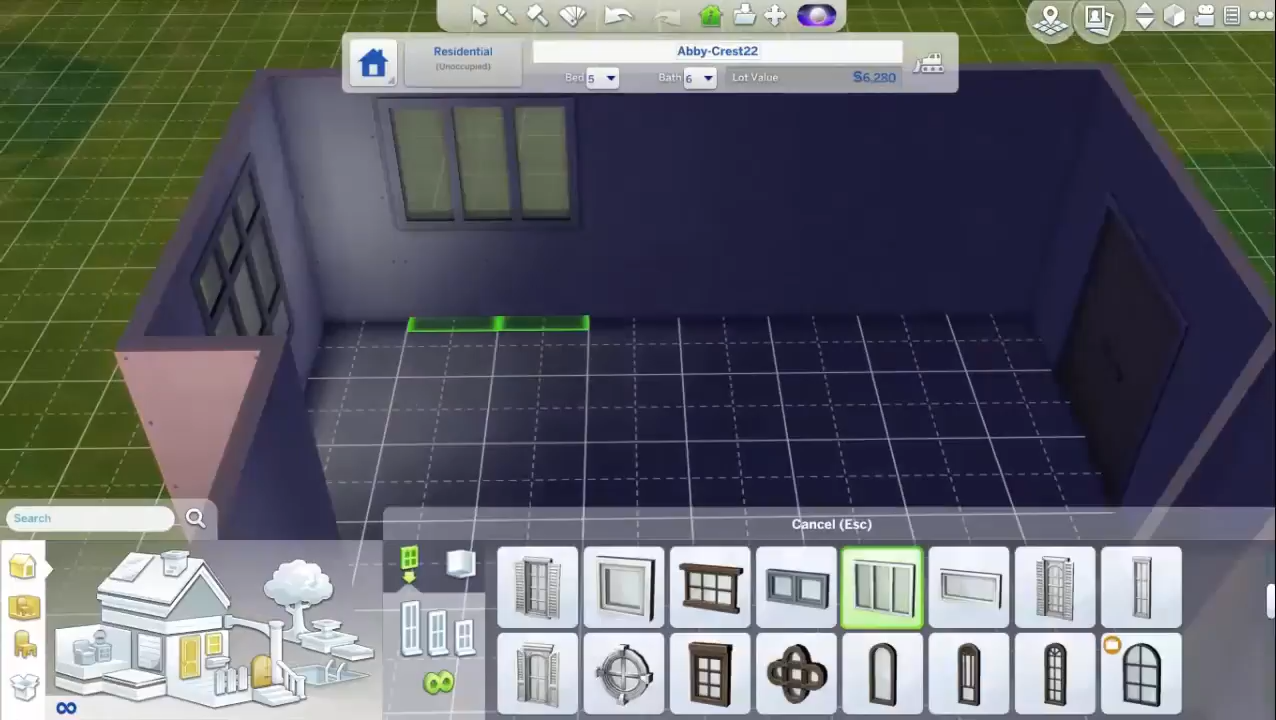 Residential
(Unoccupied)
Abby-Crest22
Bed 5
Bath 6
Lot Value
§6,280
Search
Cancel (Esc)